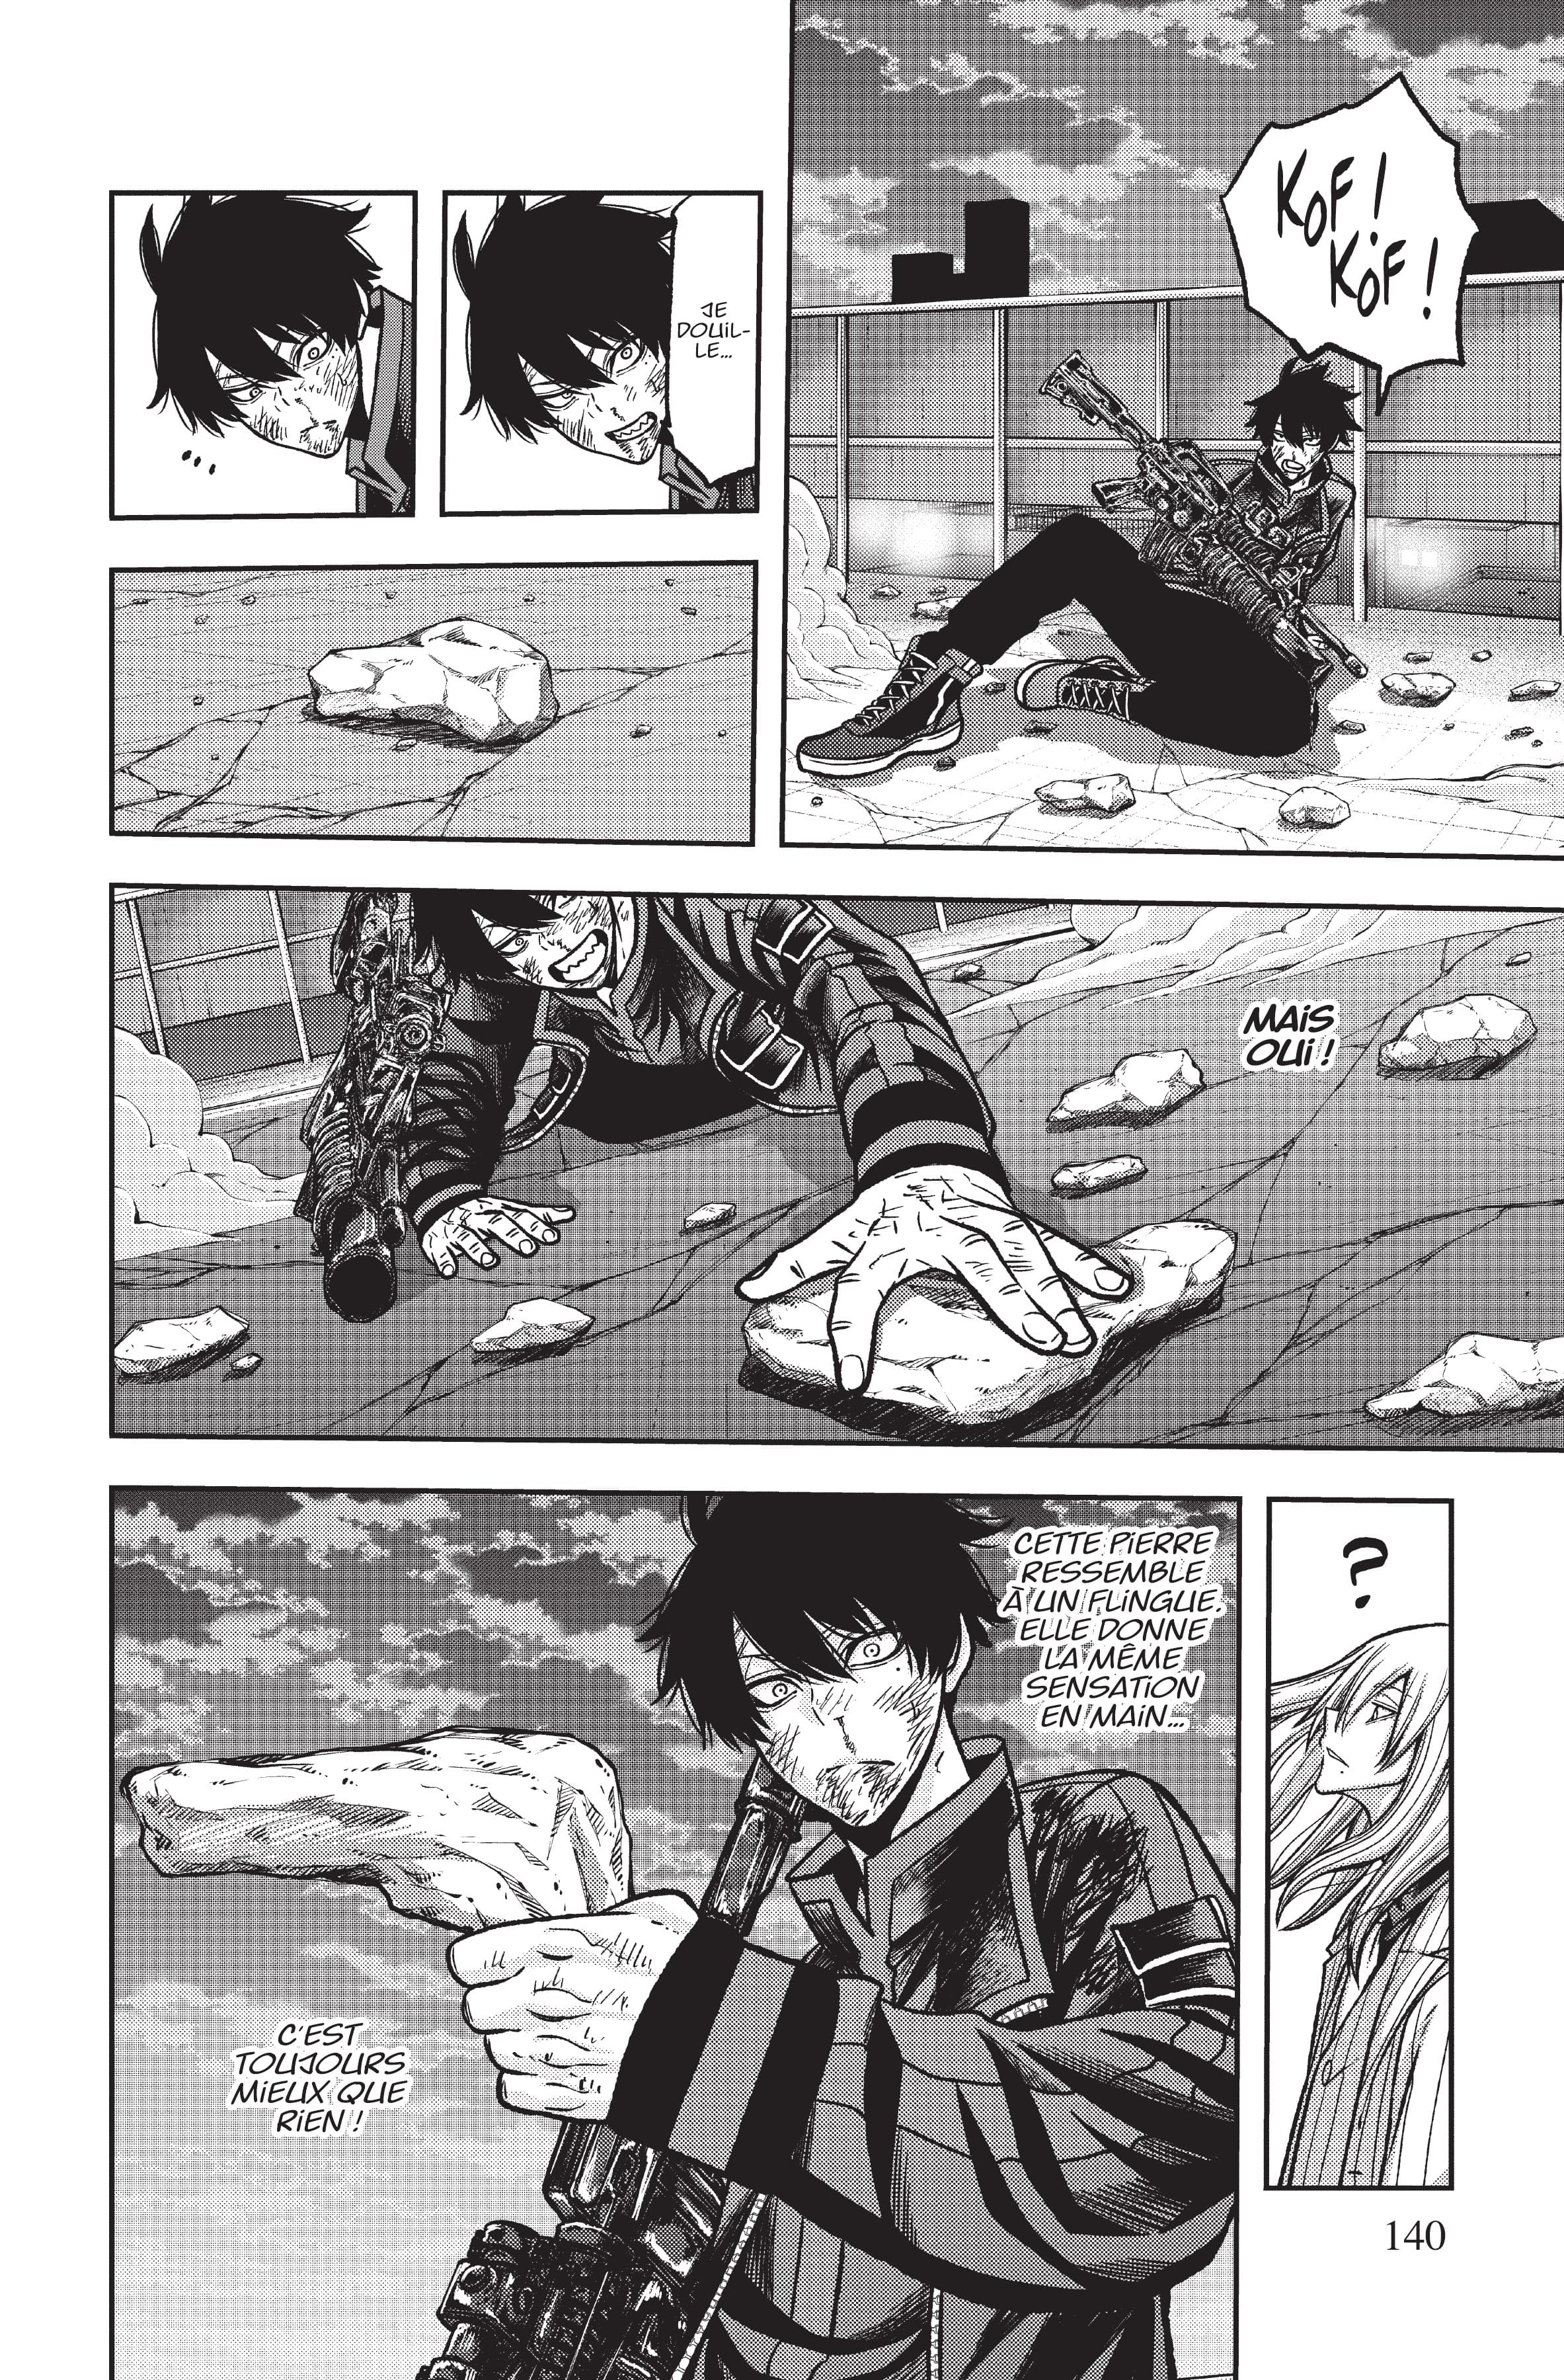 KOF !
KOF !
JE
DOUIL-
LE...
...
MAIS
OUI !
?
CETTE PIERRE
RESSEMBLE
À UN FLINGUE.
ELLE DONNE
LA MÊME
SENSATION
EN MAIN...
C'EST
TOUJOURS
MIEUX QUE
RIEN !
140